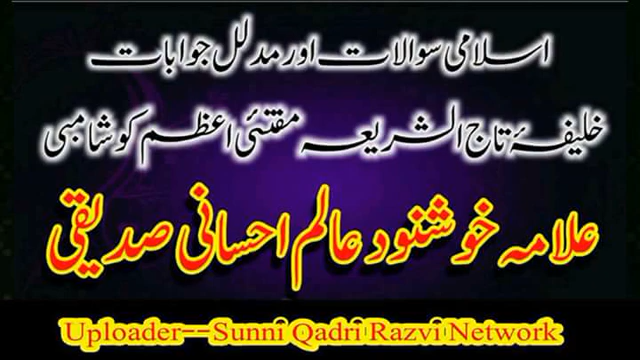 اسلامی سوالات اور مدلل جوابات
خلیفۂ تاج الشریعہ مفتئ اعظم کوشامبی
علامہ خوشنود عالم احسانی صدیقی
Uploader--Sunni Qadri Razvi Network